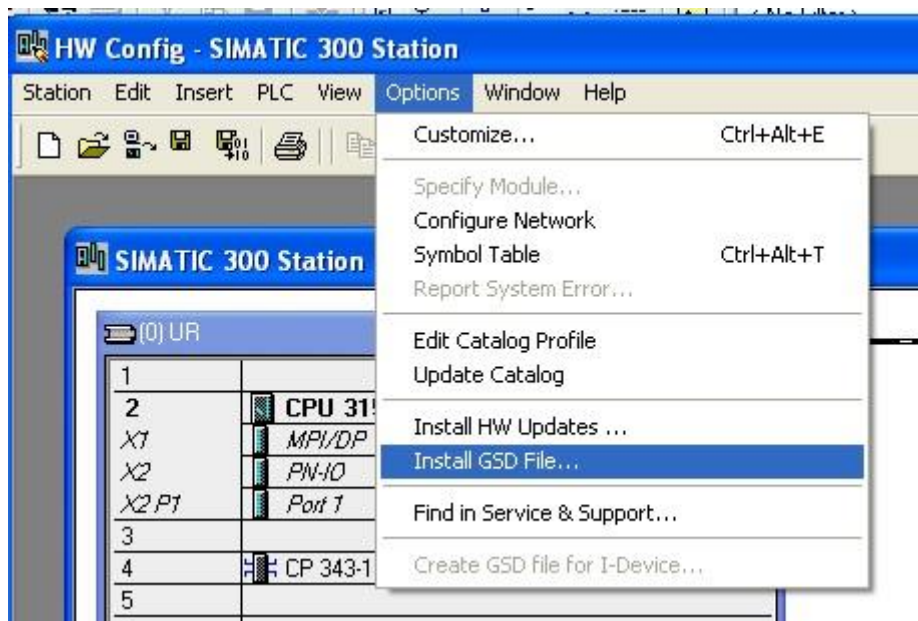 HW Config - SIMATIC 300 Station
Station Edit Insert PLC View Options Window Help
Customize... Ctrl+Alt+E
Specify Module...
Configure Network
Symbol Table Ctrl+Alt+T
Report System Error...
Edit Catalog Profile
Update Catalog
Install HW Updates ...
Install GSD File...
Find in Service & Support...
Create GSD file for I-Device...
SIMATIC 300 Station
(0) UR
1
2 CPU 31
X1 MPI/DP
X2 PN-IO
X2 P1 Port 1
3
4 CP 343-1
5